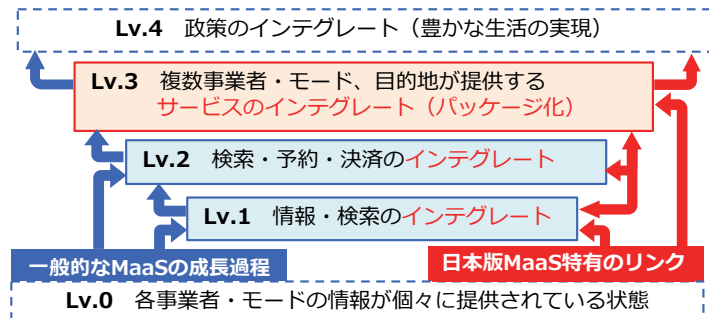 Lv.4 政策のインテグレート（豊かな生活の実現）
Lv.3 複数事業者・モード、目的地が提供する
サービスのインテグレート（パッケージ化）
Lv.2 検索・予約・決済のインテグレート
Lv.1 情報・検索のインテグレート
一般的なMaaSの成長過程
日本版MaaS特有のリンク
Lv.0 各事業者・モードの情報が個々に提供されている状態